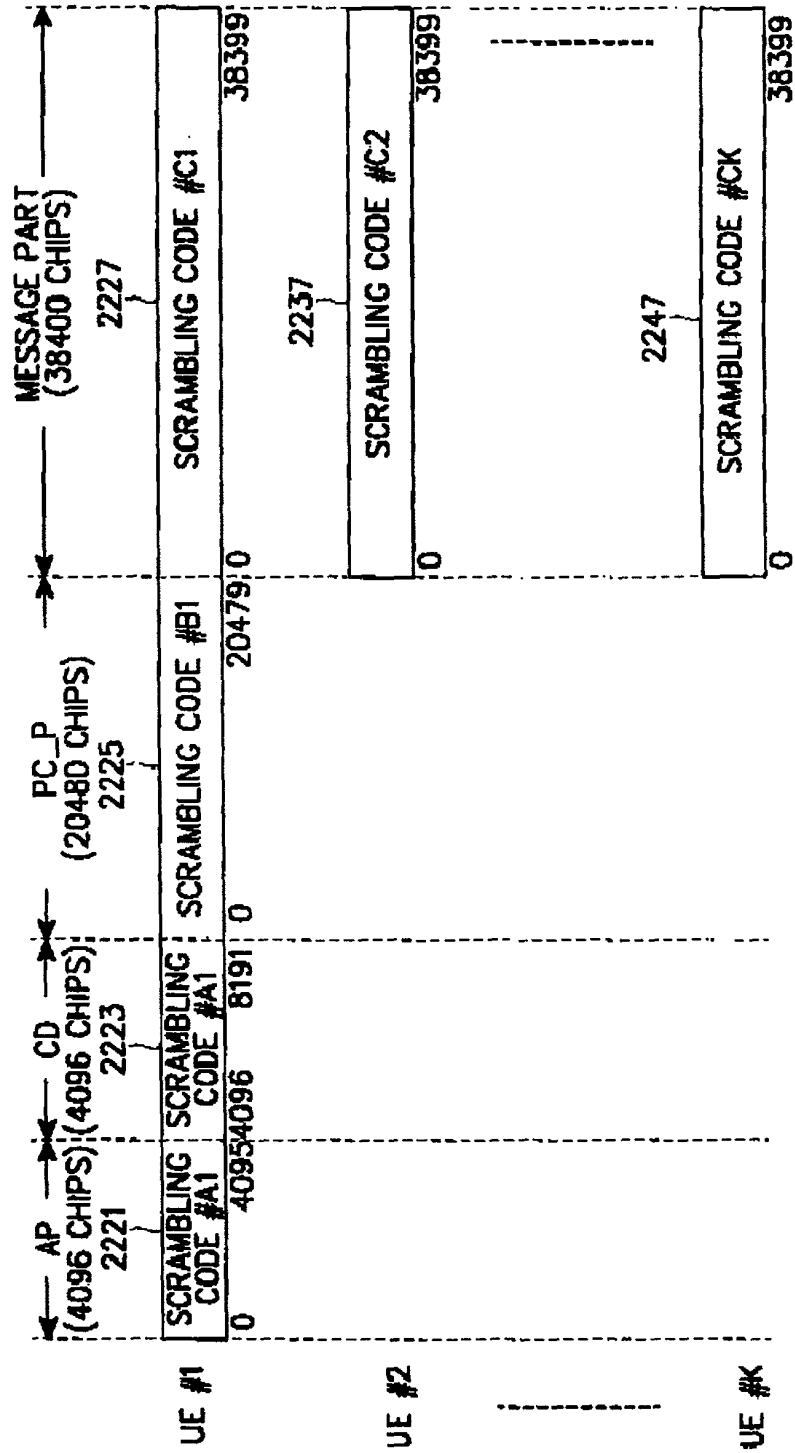 AP
(4096 CHIPS)
CD
(4096 CHIPS)
PC_P
(20480 CHIPS)
MESSAGE PART
(38400 CHIPS)
2221
2223
2225
2227
UE #1
SCRAMBLING
CODE #A1
SCRAMBLING
CODE #A1
SCRAMBLING CODE #B1
SCRAMBLING CODE #C1
0
4095
4096
8191
0
20479
0
38399
2237
UE #2
SCRAMBLING CODE #C2
0
38399
2247
UE #K
SCRAMBLING CODE #CK
0
38399